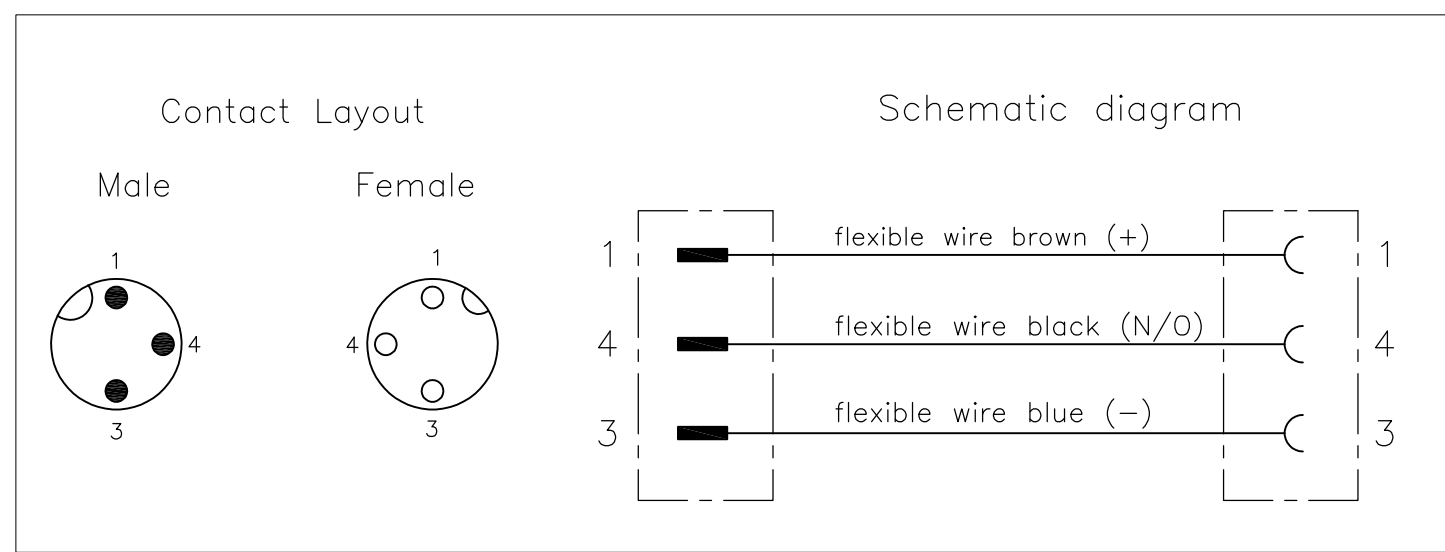 Contact Layout
Schematic diagram
Male
Female
1
4
3
1
4
3
1
flexible wire brown (+)
1
4
flexible wire black (N/O)
4
3
flexible wire blue (−)
3